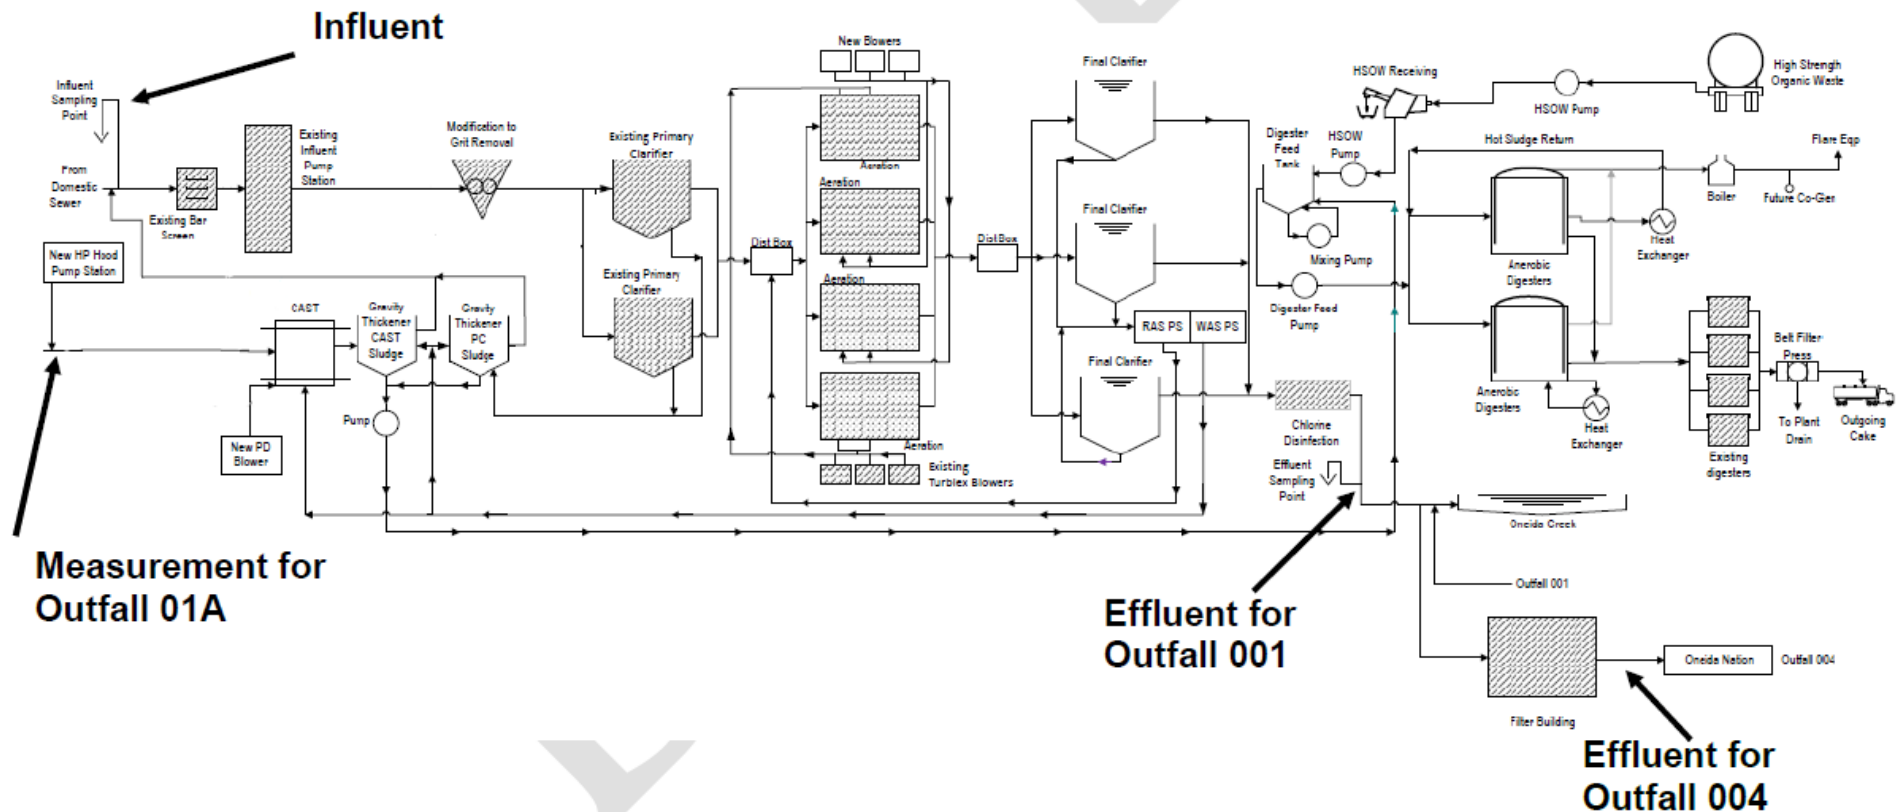 Influent
Influent
Sampling
Point
From
Domestic
Sewer
Existing Bar
Screen
Existing
Influent
Pump
Station
Modification to
Grit Removal
Existing Primary
Clarifier
Existing Primary
Clarifier
New HP Hood
Pump Station
CAST
Gravity
Thickener
CAST
Sludge
Gravity
Thickener
PC
Sludge
New PD
Blower
Pump
Measurement for
Outfall 01A
New Blowers
Aeration
Aeration
Aeration
Aeration
Existing
Turblex Blowers
Dist Box
Dist Box
Final Clarifier
Final Clarifier
Final Clarifier
RAS PS
WAS PS
Digester
Feed
Tank
HSOW
Pump
Mixing Pump
Digester Feed
Pump
HSOW Receiving
HSOW Pump
High Strength
Organic Waste
Hot Sudge Return
Flare Eqp
Boiler
Future Co-Gen
Heat
Exchanger
Anerobic
Digesters
Anerobic
Digesters
Heat
Exchanger
Belt Filter
Press
To Plant
Drain
Outgoing
Cake
Existing
digesters
Chlorine
Disinfection
Effluent
Sampling
Point
Oneida Creek
Outfall 001
Effluent for
Outfall 001
Filter Building
Oneida Nation
Outfall 004
Effluent for
Outfall 004